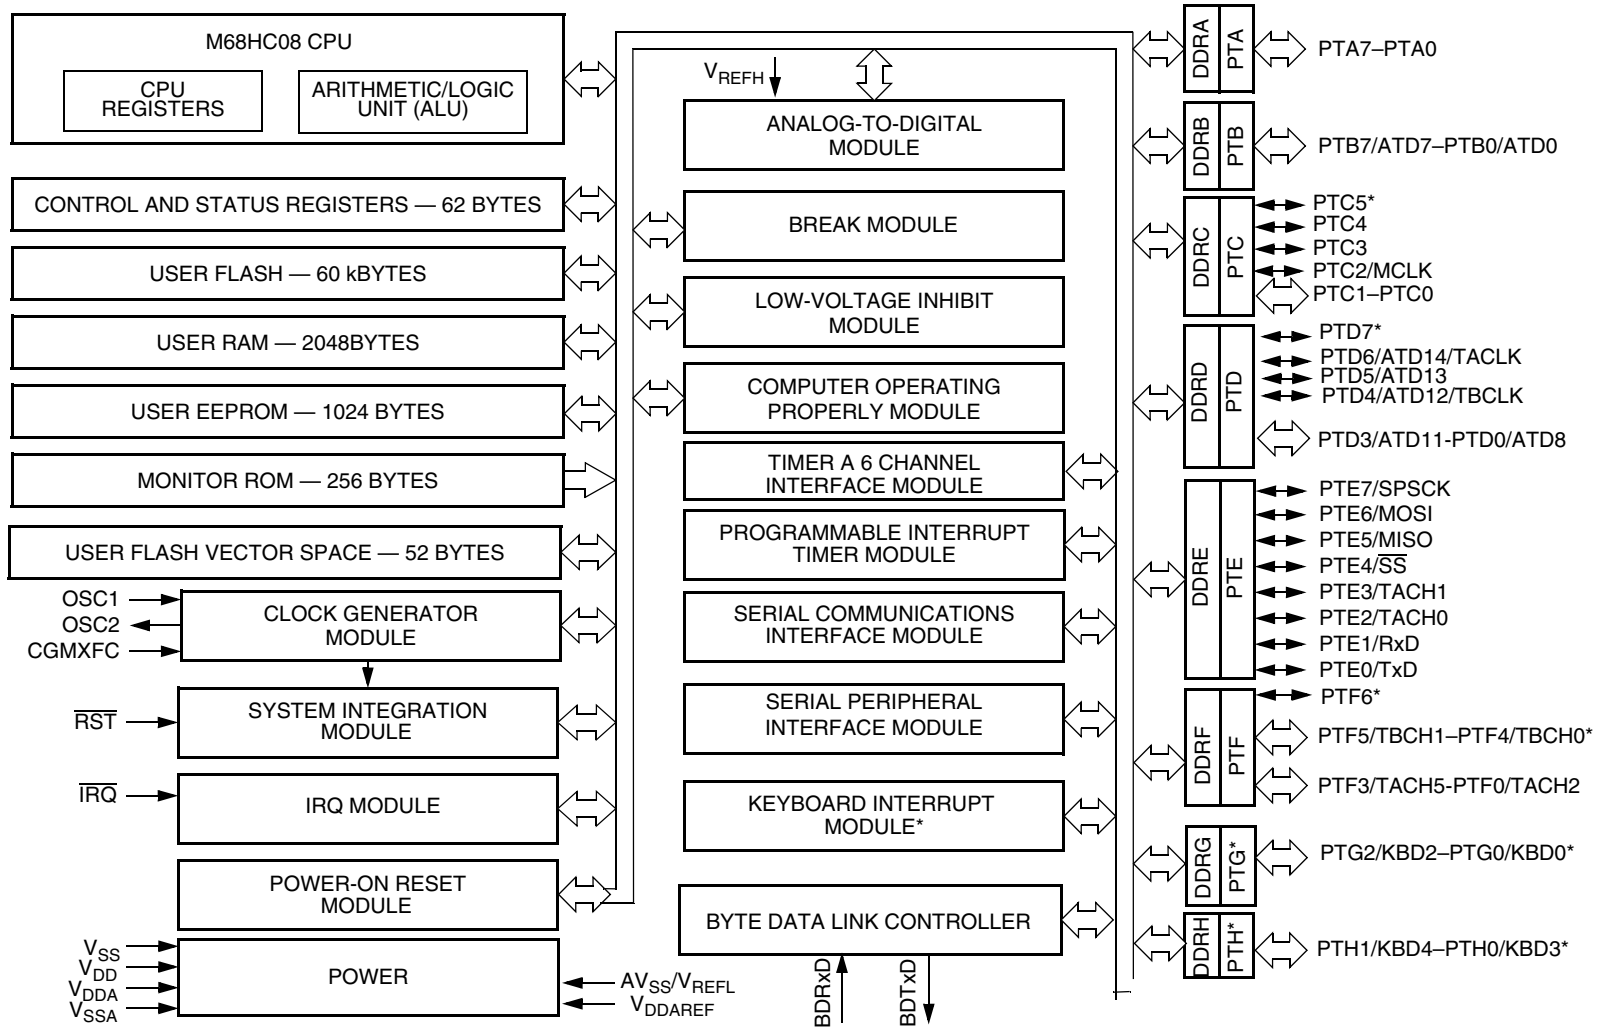 M68HC08 CPU
CPU
REGISTERS
ARITHMETIC/LOGIC
UNIT (ALU)
CONTROL AND STATUS REGISTERS — 62 BYTES
USER FLASH — 60 kBYTES
USER RAM — 2048BYTES
USER EEPROM — 1024 BYTES
MONITOR ROM — 256 BYTES
USER FLASH VECTOR SPACE — 52 BYTES
OSC1
OSC2
CGMXFC
CLOCK GENERATOR
MODULE
RST
SYSTEM INTEGRATION
MODULE
IRQ
IRQ MODULE
POWER-ON RESET
MODULE
VSS
VDD
VDDA
VSSA
POWER
AVSS/VREFL
VDDAREF
VREFH
ANALOG-TO-DIGITAL
MODULE
BREAK MODULE
LOW-VOLTAGE INHIBIT
MODULE
COMPUTER OPERATING
PROPERLY MODULE
TIMER A 6 CHANNEL
INTERFACE MODULE
PROGRAMMABLE INTERRUPT
TIMER MODULE
SERIAL COMMUNICATIONS
INTERFACE MODULE
SERIAL PERIPHERAL
INTERFACE MODULE
KEYBOARD INTERRUPT
MODULE*
BYTE DATA LINK CONTROLLER
BDRxD
BDTxD
DDRA
PTA
PTA7–PTA0
DDRB
PTB
PTB7/ATD7–PTB0/ATD0
DDRC
PTC
PTC5*
PTC4
PTC3
PTC2/MCLK
PTC1–PTC0
DDRD
PTD
PTD7*
PTD6/ATD14/TACLK
PTD5/ATD13
PTD4/ATD12/TBCLK
PTD3/ATD11-PTD0/ATD8
DDRE
PTE
PTE7/SPSCK
PTE6/MOSI
PTE5/MISO
PTE4/SS
PTE3/TACH1
PTE2/TACH0
PTE1/RxD
PTE0/TxD
DDRF
PTF
PTF6*
PTF5/TBCH1–PTF4/TBCH0*
PTF3/TACH5-PTF0/TACH2
DDRG
PTG*
PTG2/KBD2–PTG0/KBD0*
DDRH
PTH*
PTH1/KBD4–PTH0/KBD3*